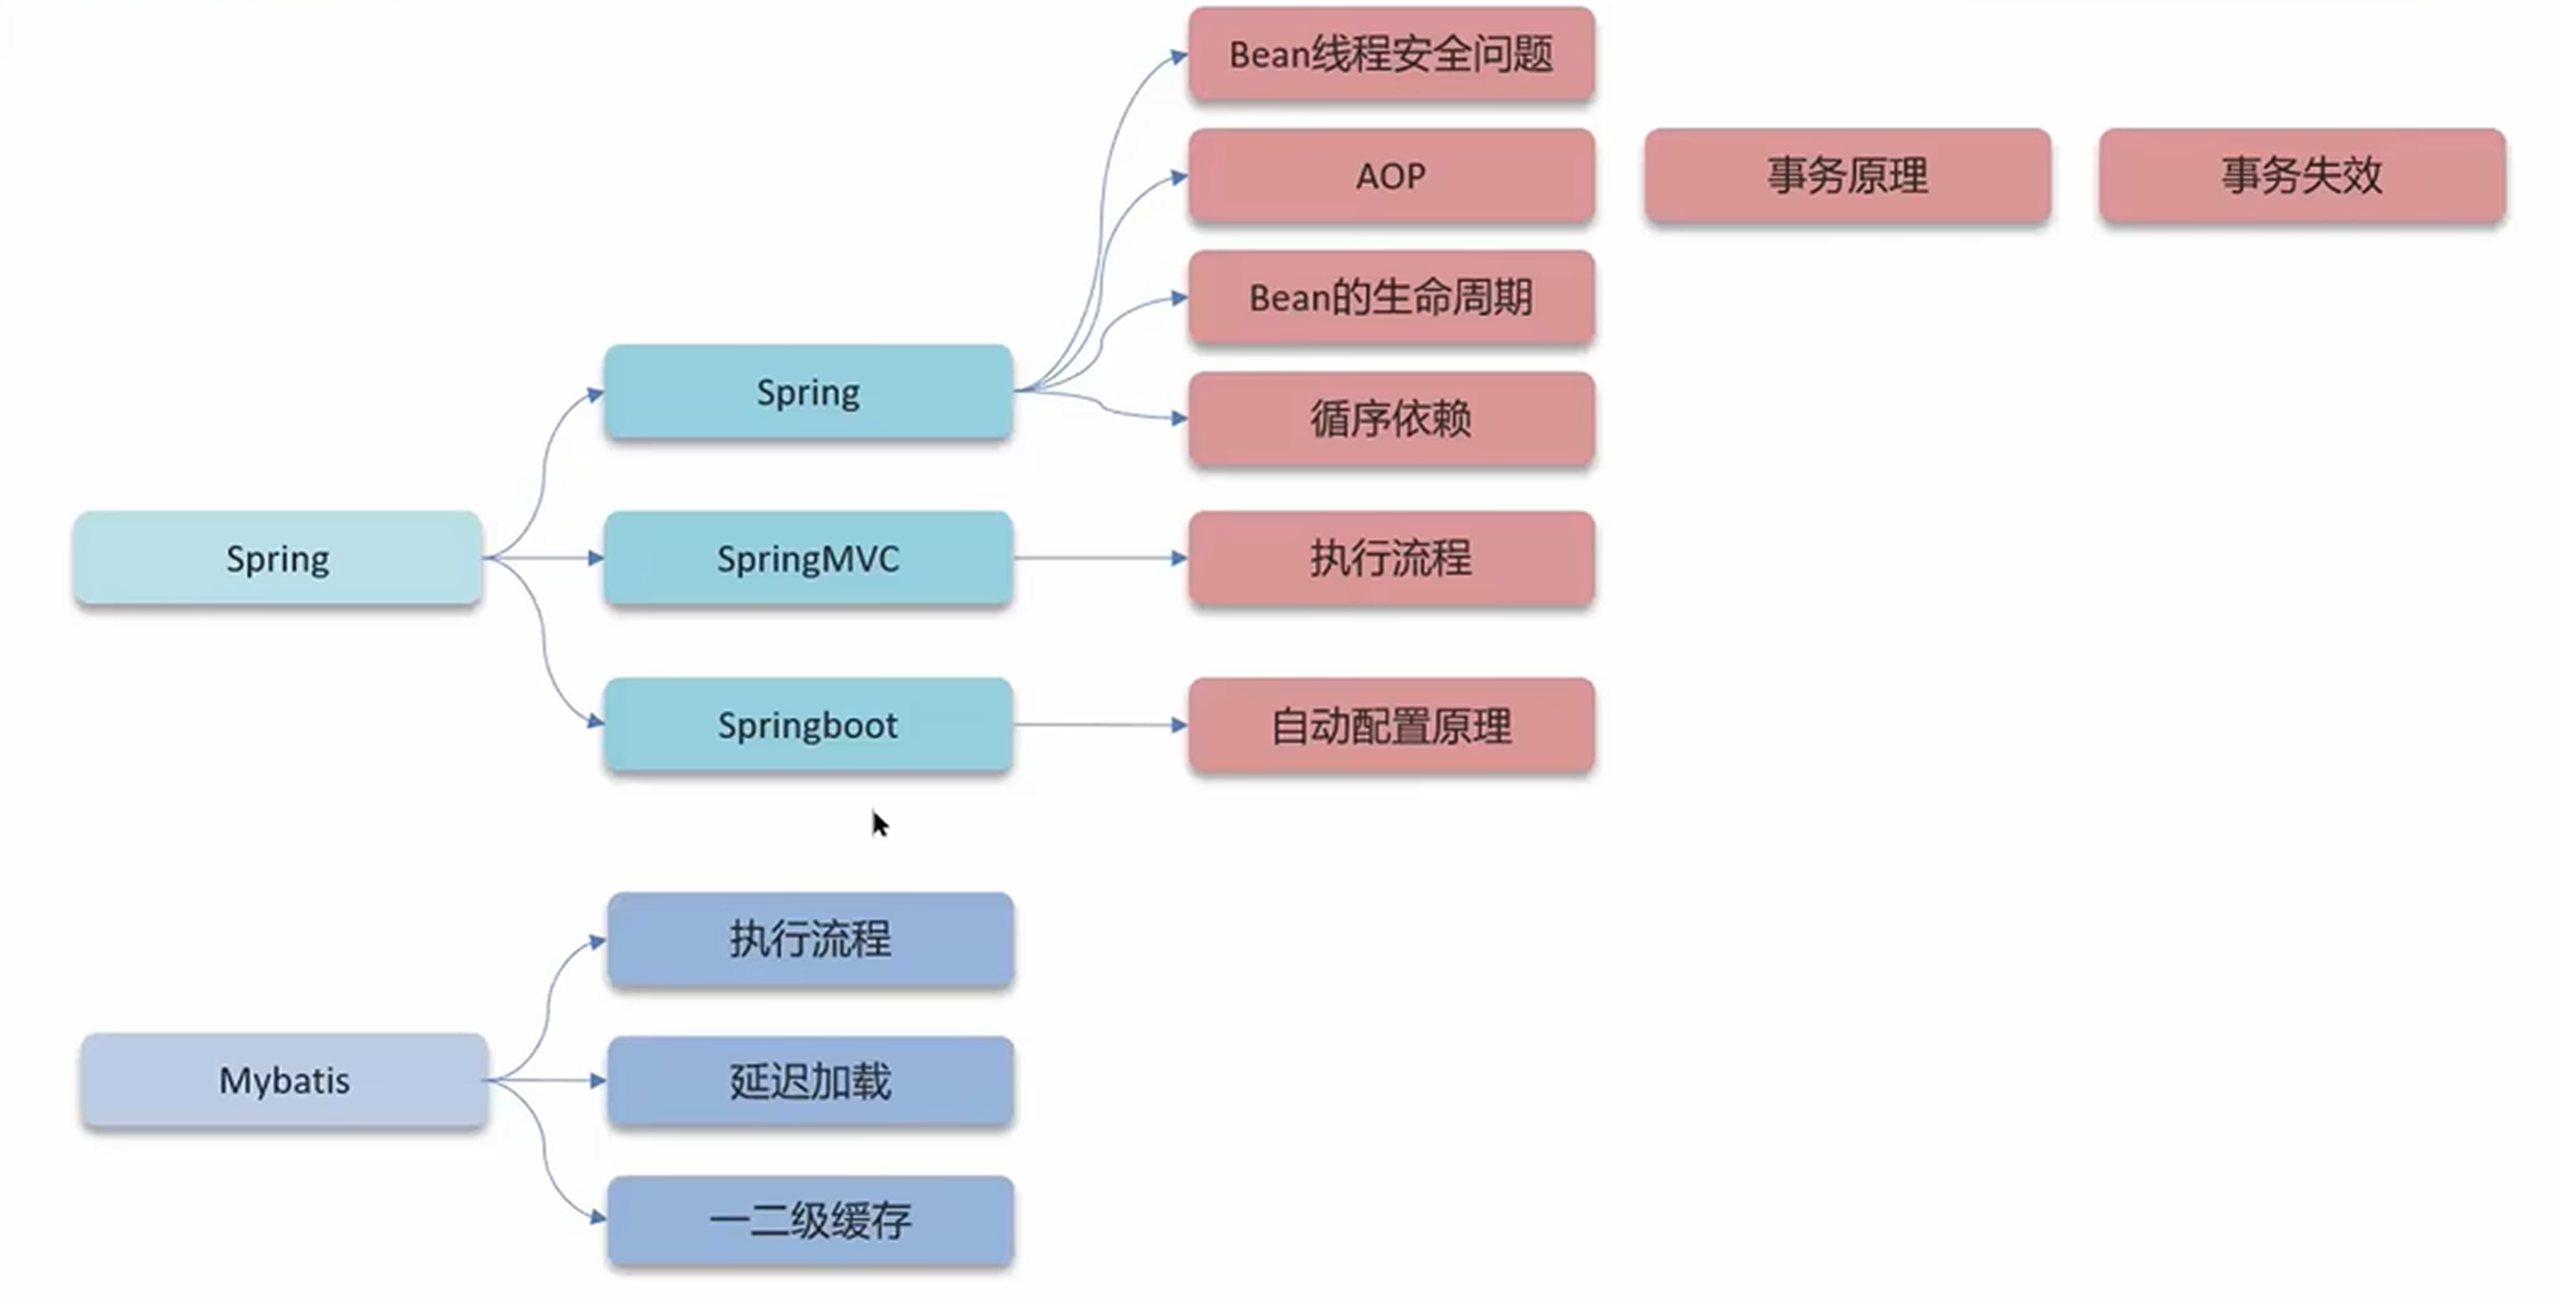 Bean线程安全问题
AOP
事务原理
事务失效
Bean的生命周期
Spring
循序依赖
Spring
SpringMVC
执行流程
Springboot
自动配置原理
执行流程
Mybatis
延迟加载
一二级缓存